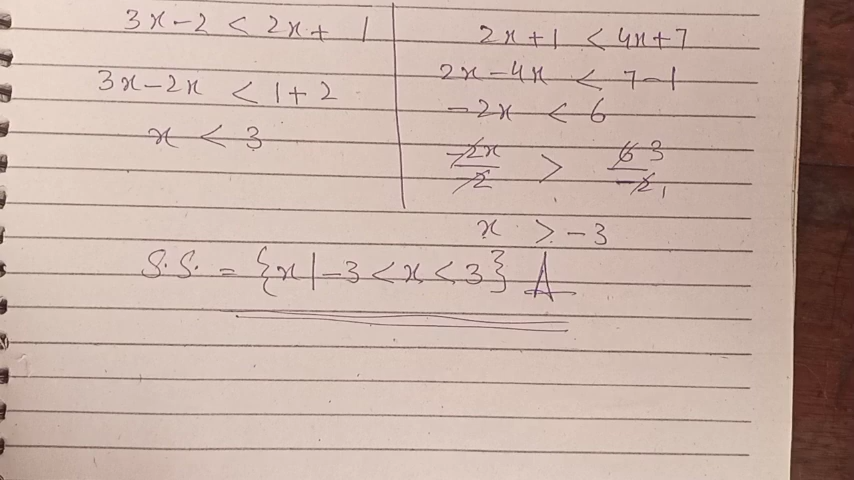 3x-2 < 2x+ 1
3x-2x < 1+2
x < 3
2x+1 < 4x+7
2x-4x < 7-1
-2x < 6
-2x/-2 > 6 3/-2 1
x > -3
S.S. = {x|-3<x<3} A